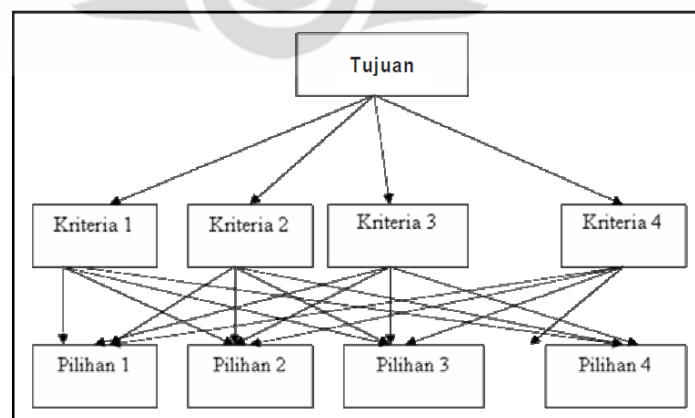 Tujuan
Kriteria 1
Kriteria 2
Kriteria 3
Kriteria 4
Pilihan 1
Pilihan 2
Pilihan 3
Pilihan 4